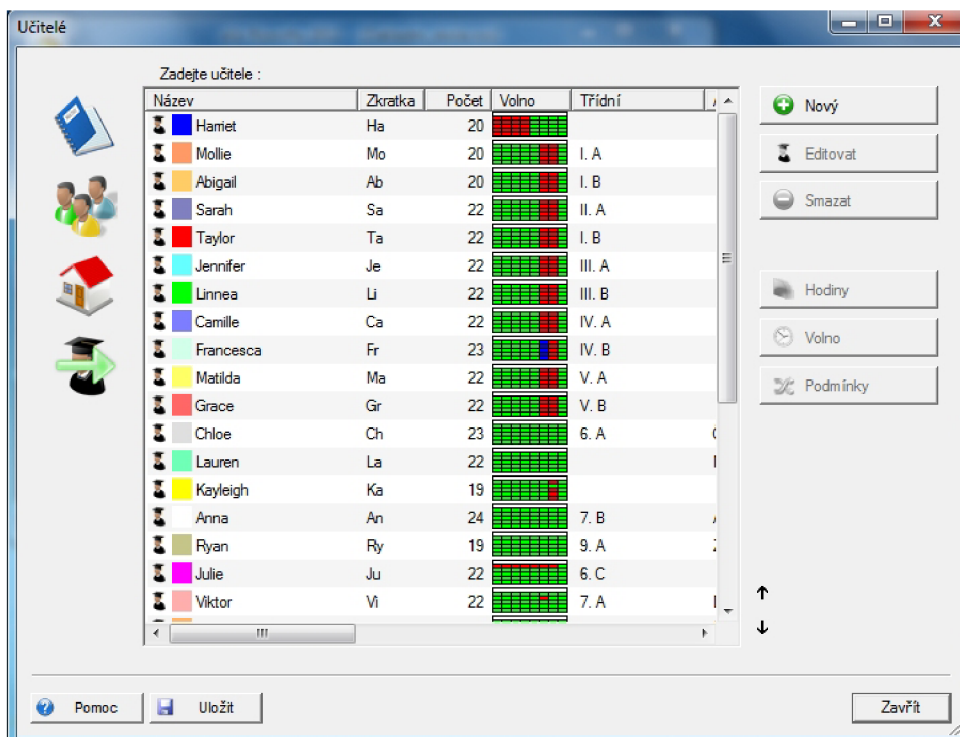 Učitelé
Zadejte učitele :
Název Zkratka Počet Volno Třídní
Harriet Ha 20
Mollie Mo 20 I. A
Abigail Ab 20 I. B
Sarah Sa 22 II. A
Taylor Ta 22 I. B
Jennifer Je 22 III. A
Linnea Li 22 III. B
Camille Ca 22 IV. A
Francesca Fr 23 IV. B
Matilda Ma 22 V. A
Grace Gr 22 V. B
Chloe Ch 23 6. A
Lauren La 22
Kayleigh Ka 19
Anna An 24 7. B
Ryan Ry 19 9. A
Julie Ju 22 6. C
Viktor Vi 22 7. A
Nový
Editovat
Smazat
Hodiny
Volno
Podmínky
Pomoc Uložit Zavřít